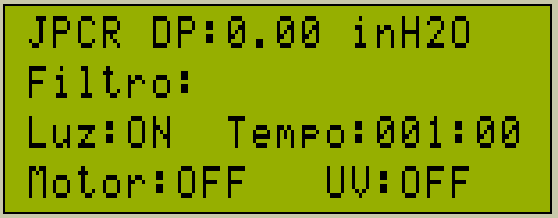 JPCR DP:0.00 inH2O
Filtro:
Luz:ON Tempo:001:00
Motor:OFF UV:OFF